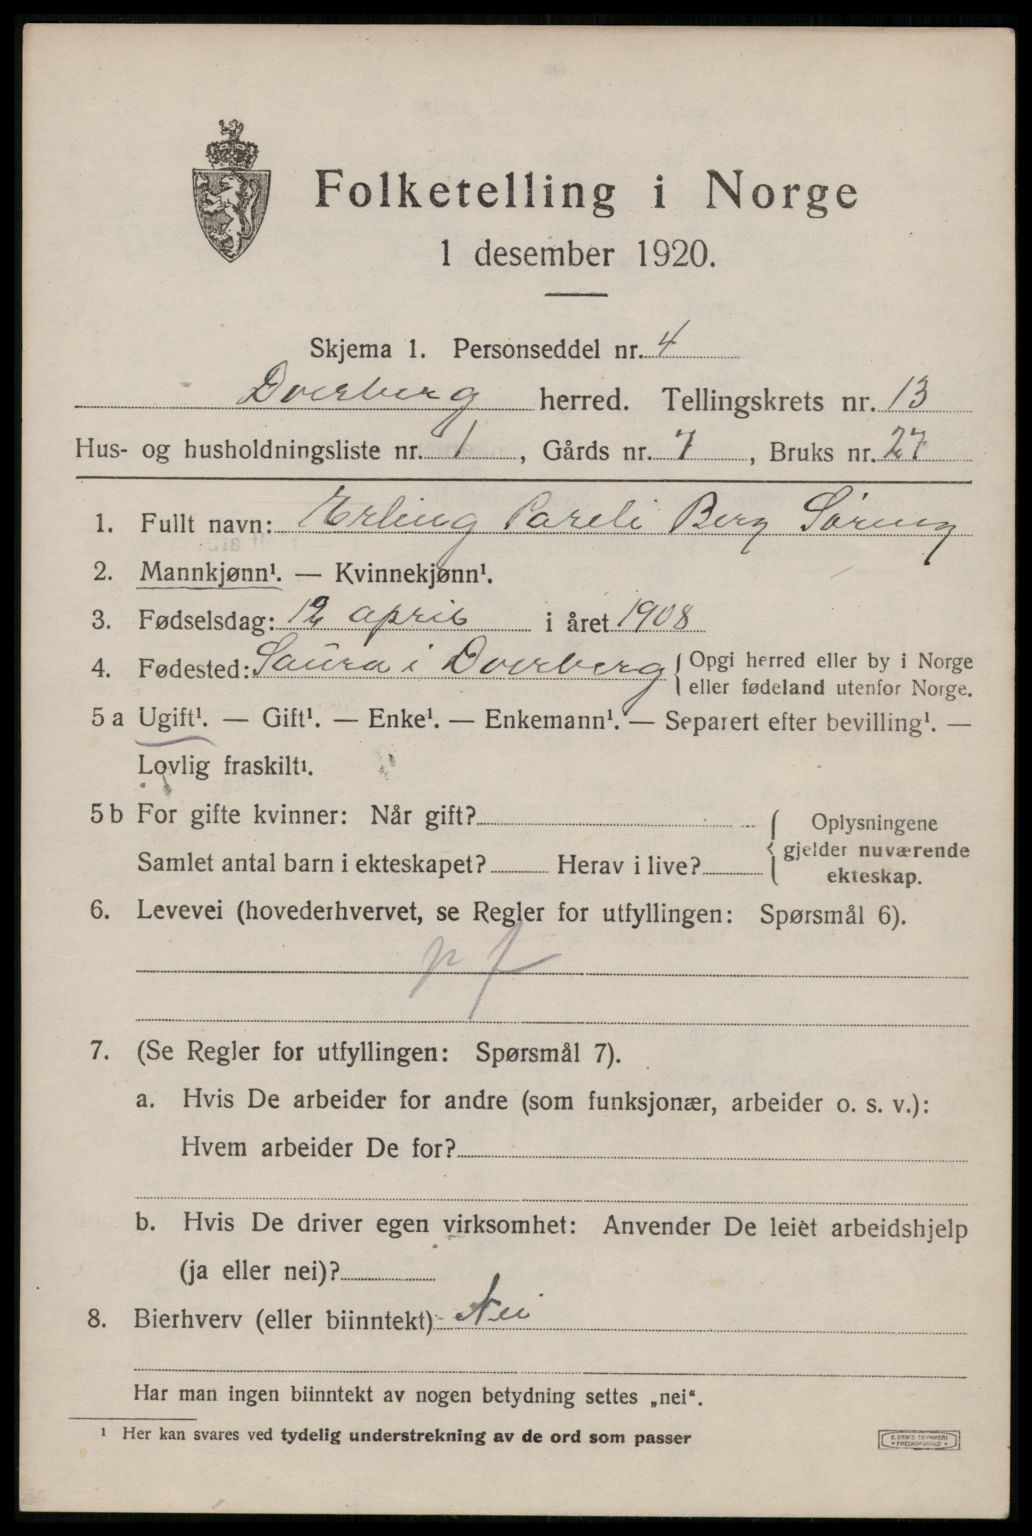 Folketelling i Norge
1 desember 1920.
Skjema 1. Personseddel nr. 4
Dverberg herred. Tellingskrets nr. 13
Hus- og husholdningsliste nr. 1, Gårds nr. 7, Bruks nr. 27
1. Fullt navn: Erling Pareli Berg Søreng
2. Mannkjønn¹. — Kvinnekjønn¹.
3. Fødselsdag: 12 april i året 1908
4. Fødested: Saura i Dverberg { Opgi herred eller by i Norge
eller fødeland utenfor Norge.
5 a Ugift¹. — Gift¹. — Enke¹. — Enkemann¹. — Separert efter bevilling¹. —
Lovlig fraskilt¹.
5 b For gifte kvinner: Når gift? { Oplysningene
gjelder nuværende
Samlet antal barn i ekteskapet? Herav i live?
ekteskap.
6. Levevei (hovederhvervet, se Regler for utfyllingen: Spørsmål 6).
p f
7. (Se Regler for utfyllingen: Spørsmål 7).
a. Hvis De arbeider for andre (som funksjonær, arbeider o. s. v.):
Hvem arbeider De for?
b. Hvis De driver egen virksomhet: Anvender De leiet arbeidshjelp
(ja eller nei)?
8. Bierhverv (eller biinntekt) Nei
Har man ingen biinntekt av nogen betydning settes „nei“.
¹ Her kan svares ved tydelig understrekning av de ord som passer
E. SEM'S TRYKKERI
• FREDRIKSHALD •